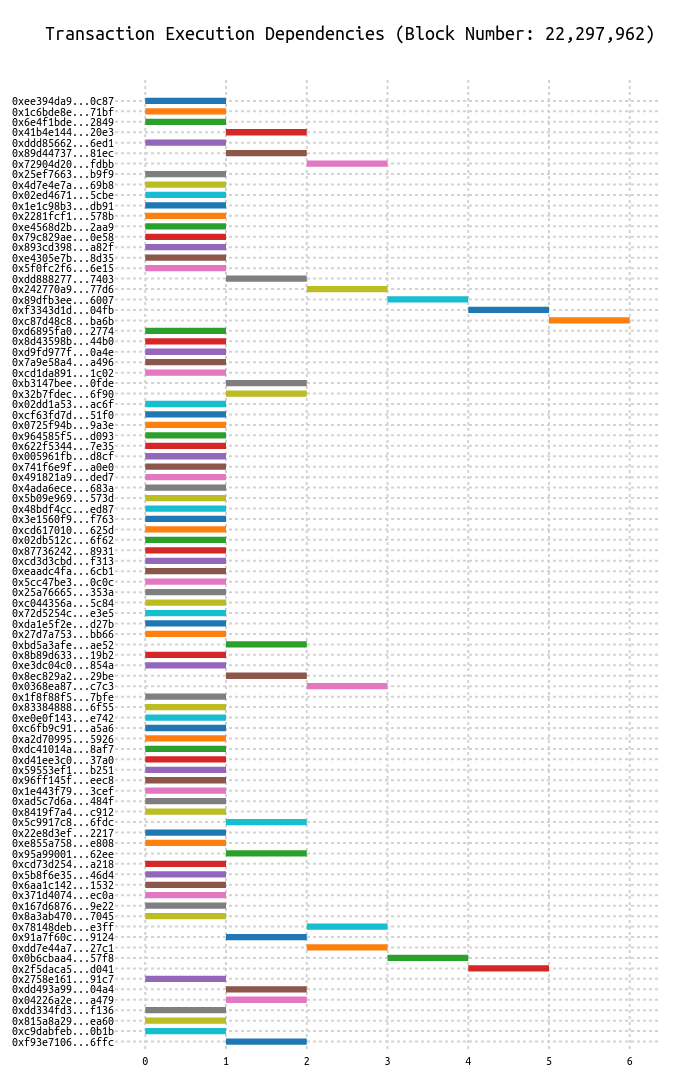 Transaction Execution Dependencies (Block Number: 22,297,962)
0xee394da9...0c87
0x1c6bde8e...71bf
0x6e4f1bde...2849
0x41b4e144...20e3
0xddd85662...6ed1
0x89d44737...81ec
0x72904d20...fdbb
0x25ef7663...b9f9
0x4d7e4e7a...69b8
0x02ed4671...5cbe
0x1e1c98b3...db91
0x2281fcf1...578b
0xe4568d2b...2aa9
0x79c829ae...0e58
0x893cd398...a82f
0xe4305e7b...8d35
0x5f0fc2f6...6e15
0xdd888277...7403
0x242770a9...77d6
0x89dfb3ee...6007
0xf3343d1d...04fb
0xc87d48c8...ba6b
0xd6895fa0...2774
0x8d43598b...44b0
0xd9fd977f...0a4e
0x7a9e58a4...a496
0xcd1da891...1c02
0xb3147bee...0fde
0x32b7fdec...6f90
0x02dd1a53...ac6f
0xcf63fd7d...51f0
0x0725f94b...9a3e
0x964585f5...d093
0x622f5344...7e35
0x005961fb...d8cf
0x741f6e9f...a0e0
0x491821a9...ded7
0x4ada6ece...683a
0x5b09e969...573d
0x48bdf4cc...ed87
0x3e1560f9...f763
0xcd617010...625d
0x02db512c...6f62
0x87736242...8931
0xcd3d3cbd...f313
0xeaadc4fa...6cb1
0x5cc47be3...0c0c
0x25a76665...353a
0xc044356a...5c84
0x72d5254c...e3e5
0xda1e5f2e...d27b
0x27d7a753...bb66
0xbd5a3afe...ae52
0x8b89d633...19b2
0xe3dc04c0...854a
0x8ec829a2...29be
0x0368ea87...c7c3
0x1f8f88f5...7bfe
0x83384888...6f55
0xe0e0f143...e742
0xc6fb9c91...a5a6
0xa2d70995...5926
0xdc41014a...8af7
0xd41ee3c0...37a0
0x59553ef1...b251
0x96ff145f...eec8
0x1e443f79...3cef
0xad5c7d6a...484f
0x8419f7a4...c912
0x5c9917c8...6fdc
0x22e8d3ef...2217
0xe855a758...e808
0x95a99001...62ee
0xcd73d254...a218
0x5b8f6e35...46d4
0x6aa1c142...1532
0x371d4074...ec0a
0x167d6876...9e22
0x8a3ab470...7045
0x78148deb...e3ff
0x91a7f60c...9124
0xdd7e44a7...27c1
0x0b6cbaa4...57f8
0x2f5daca5...d041
0x2758e161...91c7
0xdd493a99...04a4
0x04226a2e...a479
0xdd334fd3...f136
0x815a8a29...ea60
0xc9dabfeb...0b1b
0xf93e7106...6ffc
0 1 2 3 4 5 6